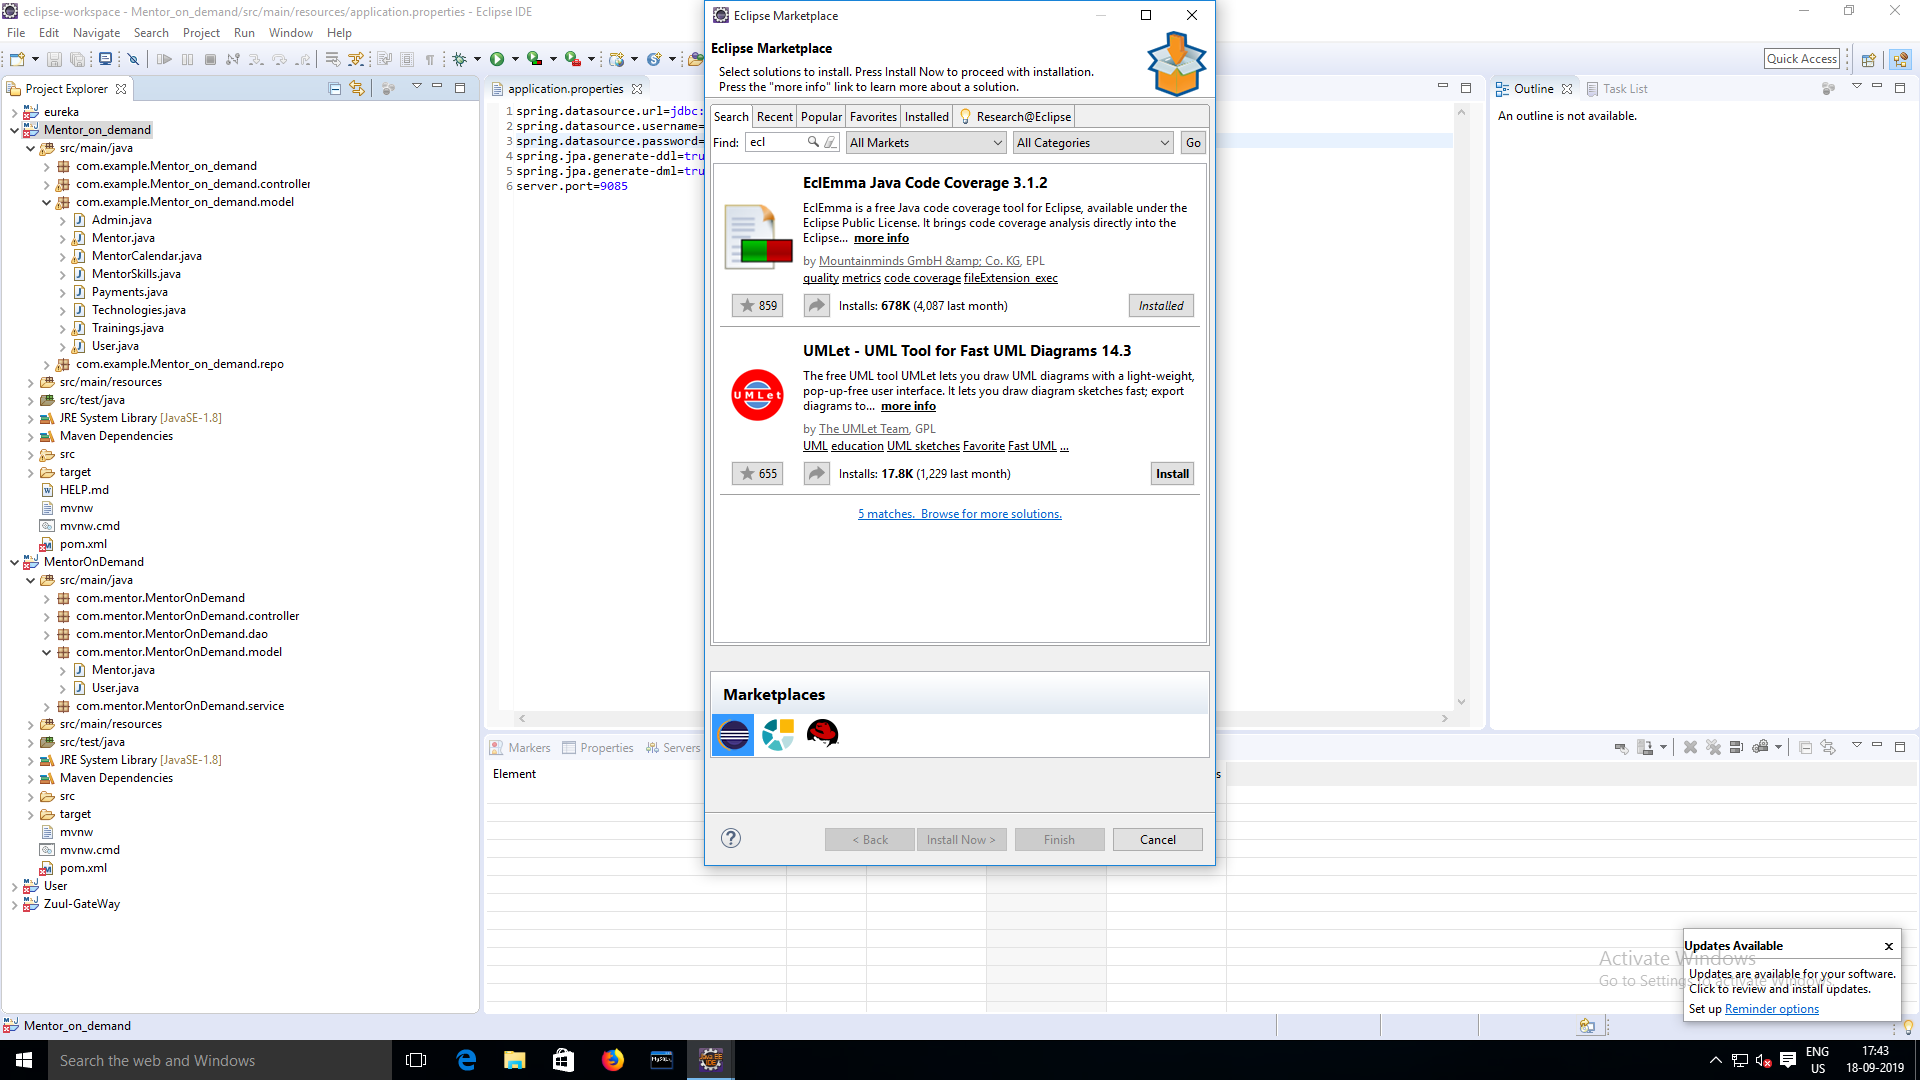 eclipse-workspace - Mentor_on_demand/src/main/resources/application.properties - Eclipse IDE
File Edit Navigate Search Project Run Window Help
Quick Access
Project Explorer
eureka
Mentor_on_demand
src/main/java
com.example.Mentor_on_demand
com.example.Mentor_on_demand.controller
com.example.Mentor_on_demand.model
Admin.java
Mentor.java
MentorCalendar.java
MentorSkills.java
Payments.java
Technologies.java
Trainings.java
User.java
com.example.Mentor_on_demand.repo
src/main/resources
src/test/java
JRE System Library [JavaSE-1.8]
Maven Dependencies
src
target
HELP.md
mvnw
mvnw.cmd
pom.xml
MentorOnDemand
src/main/java
com.mentor.MentorOnDemand
com.mentor.MentorOnDemand.controller
com.mentor.MentorOnDemand.dao
com.mentor.MentorOnDemand.model
Mentor.java
User.java
com.mentor.MentorOnDemand.service
src/main/resources
src/test/java
JRE System Library [JavaSE-1.8]
Maven Dependencies
src
target
mvnw
mvnw.cmd
pom.xml
User
Zuul-GateWay
application.properties
1 spring.datasource.url=jdbc:
2 spring.datasource.username=
3 spring.datasource.password=
4 spring.jpa.generate-ddl=tru
5 spring.jpa.generate-dml=tru
6 server.port=9085
Eclipse Marketplace
Eclipse Marketplace
Select solutions to install. Press Install Now to proceed with installation.
Press the "more info" link to learn more about a solution.
Search Recent Popular Favorites Installed Research@Eclipse
Find: ecl All Markets All Categories Go
EclEmma Java Code Coverage 3.1.2
EclEmma is a free Java code coverage tool for Eclipse, available under the
Eclipse Public License. It brings code coverage analysis directly into the
Eclipse... more info
by Mountainminds GmbH &amp; Co. KG, EPL
quality metrics code coverage fileExtension_exec
859 Installs: 678K (4,087 last month) Installed
UMLet - UML Tool for Fast UML Diagrams 14.3
UMLet
The free UML tool UMLet lets you draw UML diagrams with a light-weight,
pop-up-free user interface. It lets you draw diagram sketches fast; export
diagrams to... more info
by The UMLet Team, GPL
UML education UML sketches Favorite Fast UML ...
655 Installs: 17.8K (1,229 last month) Install
5 matches. Browse for more solutions.
Marketplaces
< Back Install Now > Finish Cancel
Outline Task List
An outline is not available.
Markers Properties Servers
Element
s
Activate Windows
Go to Settings to activate Windows.
Updates Available
Updates are available for your software.
Click to review and install updates.
Set up Reminder options
Mentor_on_demand
Search the web and Windows
MySQL
Java EE
IDE
ENG
US
17:43
18-09-2019